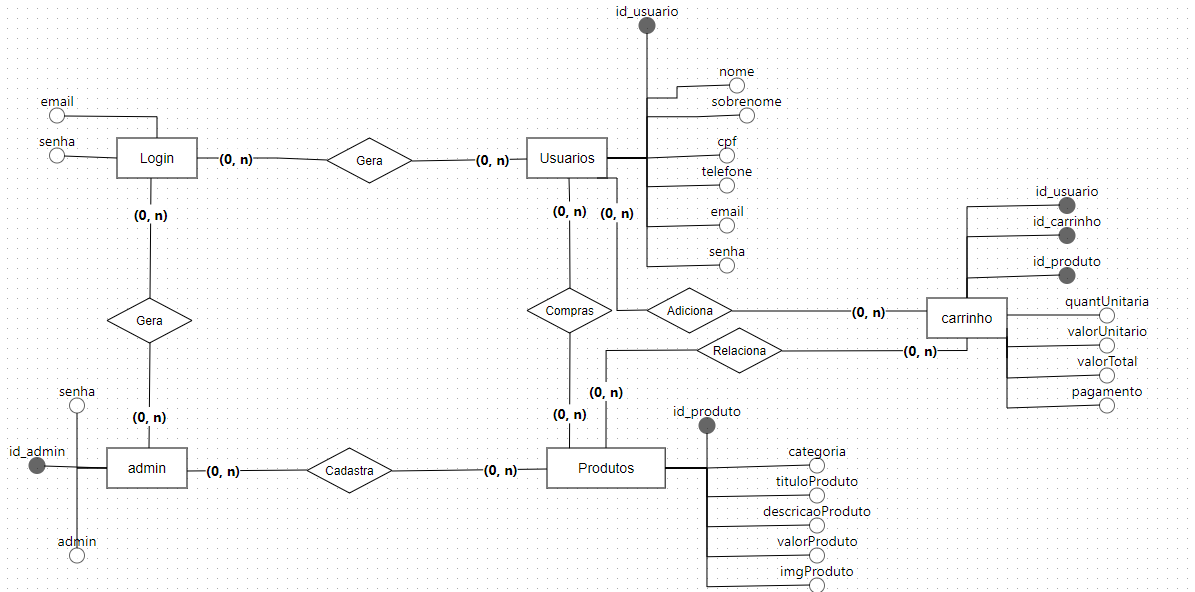 id_usuario
nome
sobrenome
email
senha
cpf
Login
(0, n)
Gera
(0, n)
Usuarios
telefone
email
senha
(0, n)
(0, n)
(0, n)
id_usuario
id_carrinho
id_produto
Gera
Compras
Adiciona
(0, n)
carrinho
quantUnitaria
valorUnitario
valorTotal
pagamento
Relaciona
(0, n)
(0, n)
(0, n)
(0, n)
senha
id_admin
admin
(0, n)
Cadastra
(0, n)
Produtos
id_produto
categoria
tituloProduto
descricaoProduto
valorProduto
imgProduto
admin